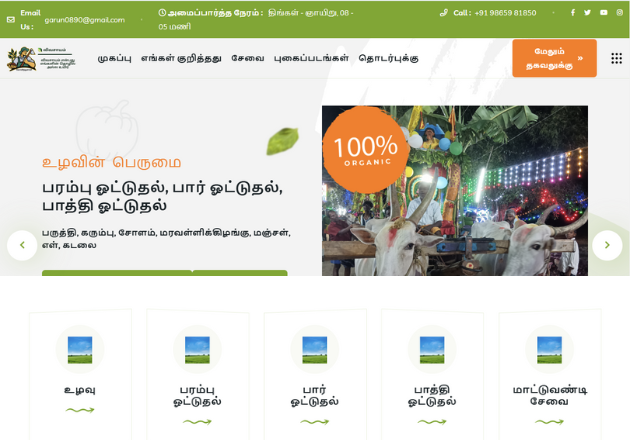 Email
Us :
garun0890@gmail.com
அமைப்பார்த்த நேரம் : திங்கள் - ஞாயிறு, 08 -
05 மணி
Call : +91 98659 81850
முகப்பு எங்கள் குறித்தது சேவை புகைப்படங்கள் தொடர்புக்கு
மேலும்
தகவலுக்கு »
100%
ORGANIC
உழவின் பெருமை
பரம்பு ஓட்டுதல், பார் ஓட்டுதல்,
பாத்தி ஓட்டுதல்
பருத்தி, கரும்பு, சோளம், மரவள்ளிக்கிழங்கு, மஞ்சள்,
எள், கடலை
உழவு
பரம்பு
ஓட்டுதல்
பார்
ஓட்டுதல்
பாத்தி
ஓட்டுதல்
மாட்டுவண்டி
சேவை